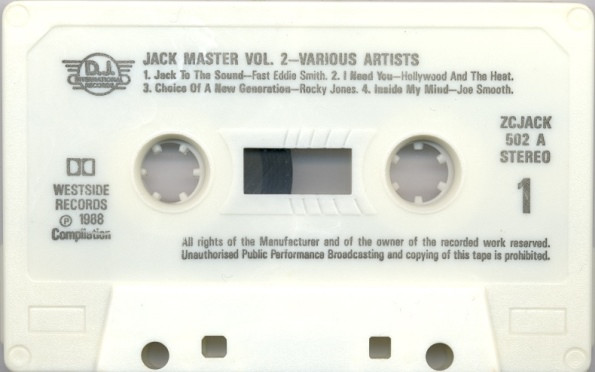 D.J.
INTERNATIONAL
RECORDS
JACK MASTER VOL. 2—VARIOUS ARTISTS
1. Jack To The Sound—Fast Eddie Smith. 2. I Need You—Hollywood And The Heat.
3. Choice Of A New Generation—Rocky Jones. 4. Inside My Mind—Joe Smooth.
ZCJACK
502 A
STEREO
1
WESTSIDE
RECORDS
℗ 1988
Compilation
All rights of the Manufacturer and of the owner of the recorded work reserved.
Unauthorised Public Performance Broadcasting and copying of this tape is prohibited.